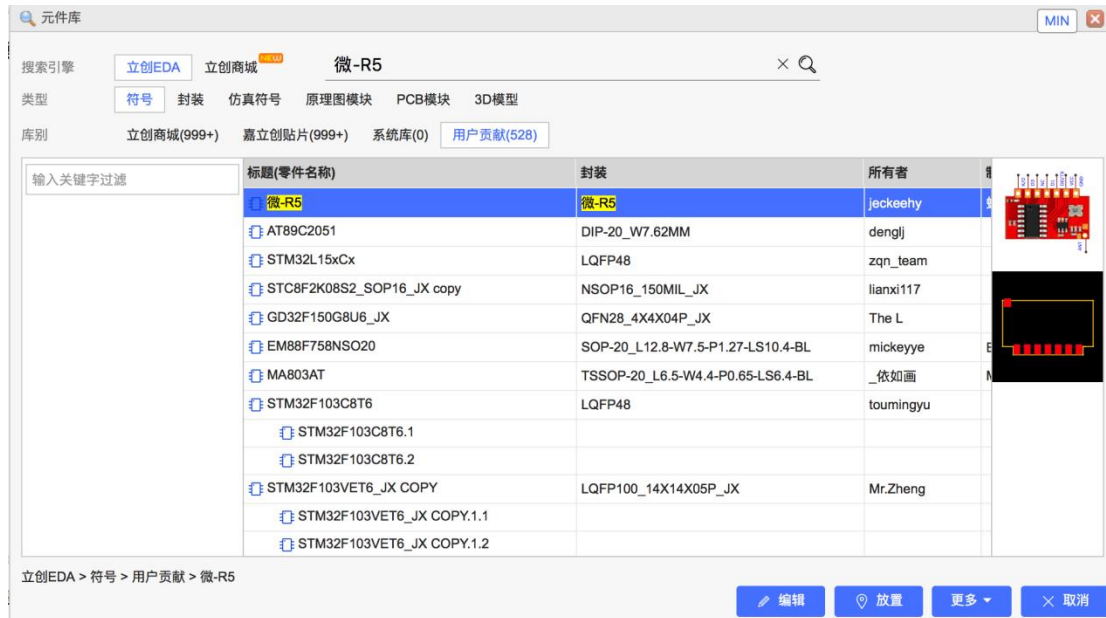 元件库 MIN
搜索引擎 立创EDA 立创商城 NEW 微-R5
类型 符号 封装 仿真符号 原理图模块 PCB模块 3D模型
库别 立创商城(999+) 嘉立创贴片(999+) 系统库(0) 用户贡献(528)
输入关键字过滤
标题(零件名称) 封装 所有者
微-R5 微-R5 jeckeehy
AT89C2051 DIP-20_W7.62MM denglj
STM32L15xCx LQFP48 zqn_team
STC8F2K08S2_SOP16_JX copy NSOP16_150MIL_JX lianxi117
GD32F150G8U6_JX QFN28_4X4X04P_JX The L
EM88F758NSO20 SOP-20_L12.8-W7.5-P1.27-LS10.4-BL mickeyye
MA803AT TSSOP-20_L6.5-W4.4-P0.65-LS6.4-BL _依如画
STM32F103C8T6 LQFP48 toumingyu
STM32F103C8T6.1
STM32F103C8T6.2
STM32F103VET6_JX COPY LQFP100_14X14X05P_JX Mr.Zheng
STM32F103VET6_JX COPY.1.1
STM32F103VET6_JX COPY.1.2
立创EDA > 符号 > 用户贡献 > 微-R5
编辑 放置 更多 取消